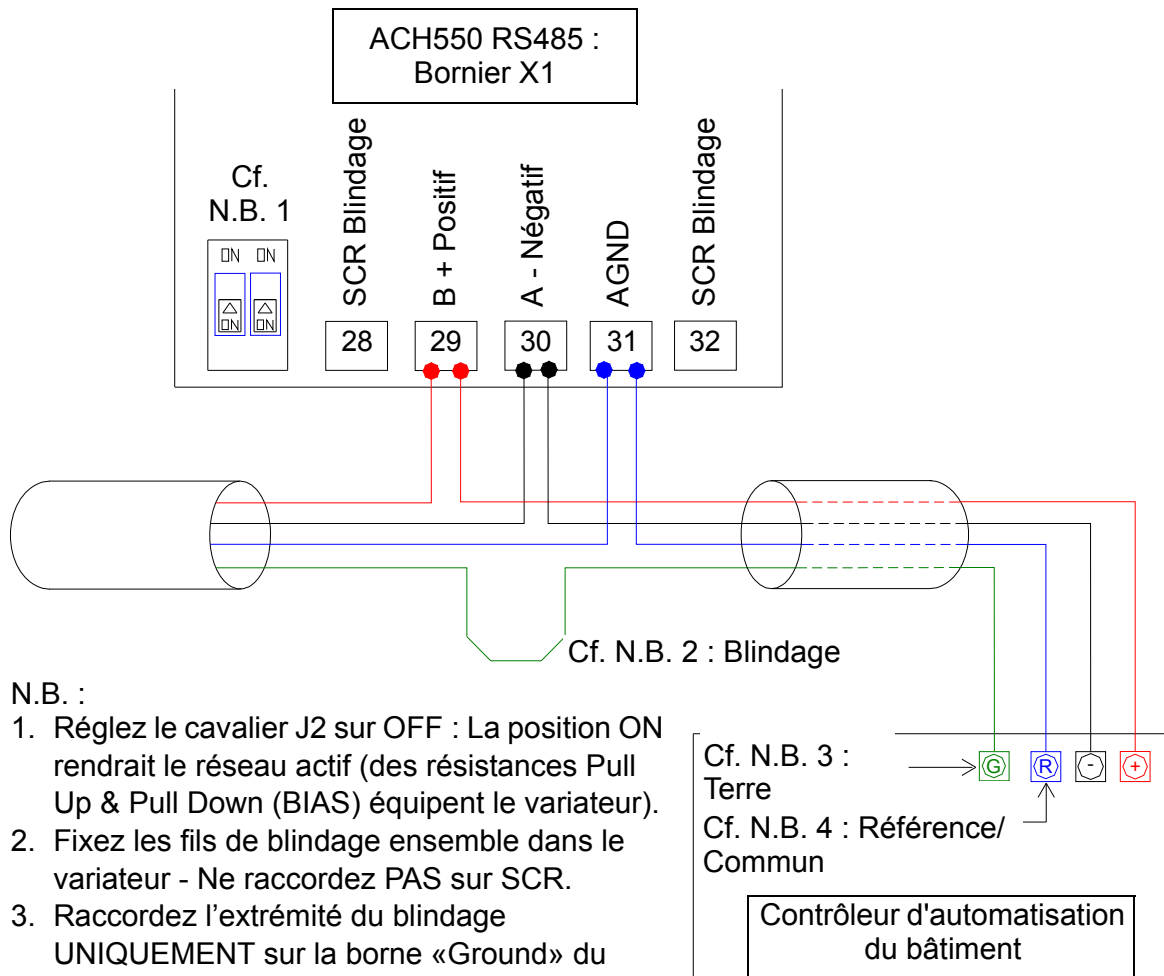 ACH550 RS485 :
Bornier X1
Cf.
N.B. 1
ON ON
ON ON
SCR Blindage
B + Positif
A - Négatif
AGND
SCR Blindage
28
29
30
31
32
Cf. N.B. 2 : Blindage
N.B. :
1. Réglez le cavalier J2 sur OFF : La position ON
rendrait le réseau actif (des résistances Pull
Up & Pull Down (BIAS) équipent le variateur).
2. Fixez les fils de blindage ensemble dans le
variateur - Ne raccordez PAS sur SCR.
3. Raccordez l’extrémité du blindage
UNIQUEMENT sur la borne «Ground» du
Cf. N.B. 3 :
Terre
G R - +
Cf. N.B. 4 : Référence/
Commun
Contrôleur d'automatisation
du bâtiment